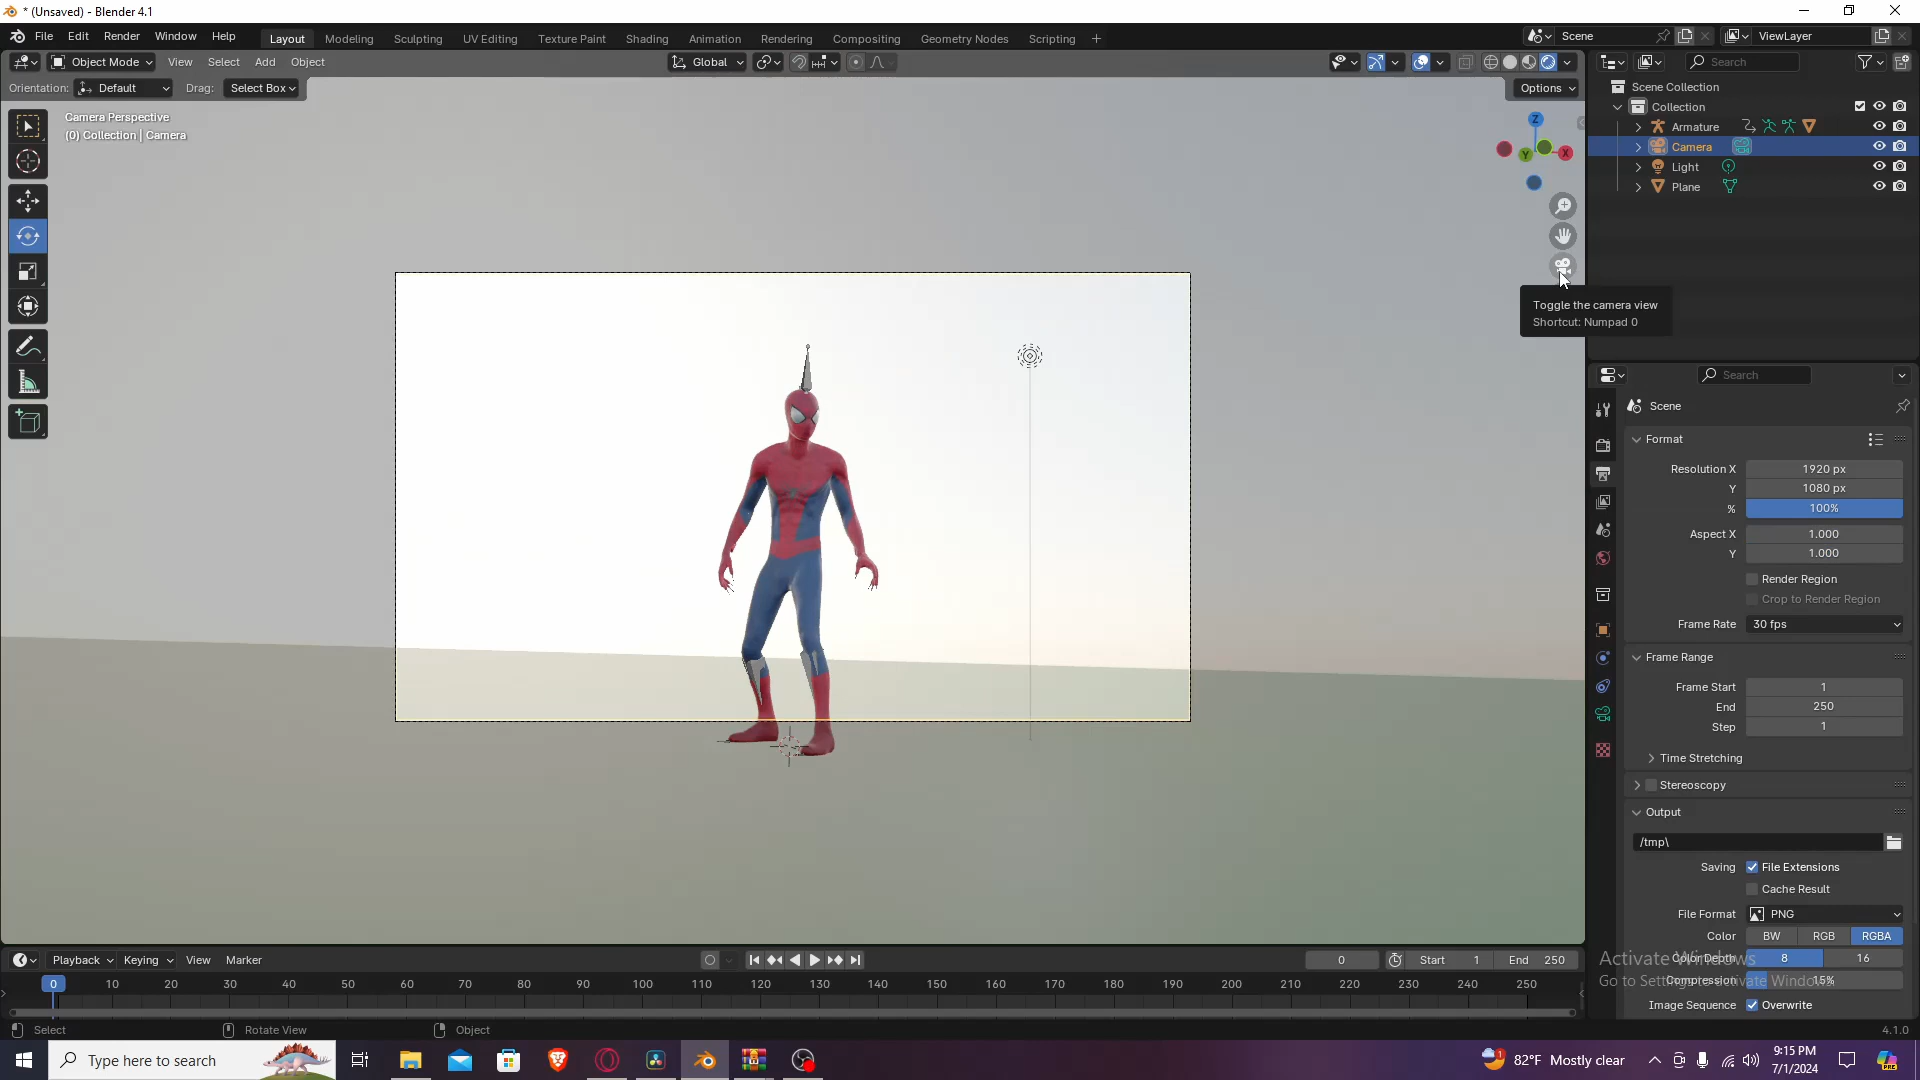 * (Unsaved) - Blender 4.1
File Edit Render Window Help Layout Modeling Sculpting UV Editing Texture Paint Shading Animation Rendering Compositing Geometry Nodes Scripting + Scene ViewLayer
Object Mode View Select Add Object Global Search
Orientation: Default Drag: Select Box Options
Scene Collection
Camera Perspective
(0) Collection | Camera
Collection
Armature
Camera
Light
Plane
Z
X
Y
Toggle the camera view
Shortcut: Numpad 0
Search
Scene
Format
Resolution X 1920 px
Y 1080 px
% 100%
Aspect X 1.000
Y 1.000
Render Region
Crop to Render Region
Frame Rate 30 fps
Frame Range
Frame Start 1
End 250
Step 1
Time Stretching
Stereoscopy
Output
/tmp\
Saving File Extensions
Cache Result
File Format PNG
Color BW RGB RGBA
Color Depth 8 16
Compression 15%
Image Sequence Overwrite
Activate Windows
Go to Settings to activate Windows.
Playback Keying View Marker 0 Start 1 End 250
0 10 20 30 40 50 60 70 80 90 100 110 120 130 140 150 160 170 180 190 200 210 220 230 240 250
Select Rotate View Object 4.1.0
Type here to search 82°F Mostly clear 9:15 PM
7/1/2024